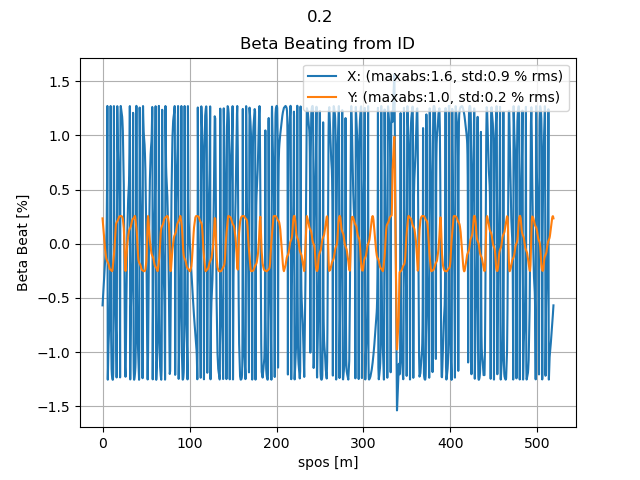 0.2
Beta Beating from ID
X: (maxabs:1.6, std:0.9 % rms)
Y: (maxabs:1.0, std:0.2 % rms)
Beta Beat [%]
1.5
1.0
0.5
0.0
−0.5
−1.0
−1.5
0 100 200 300 400 500
spos [m]